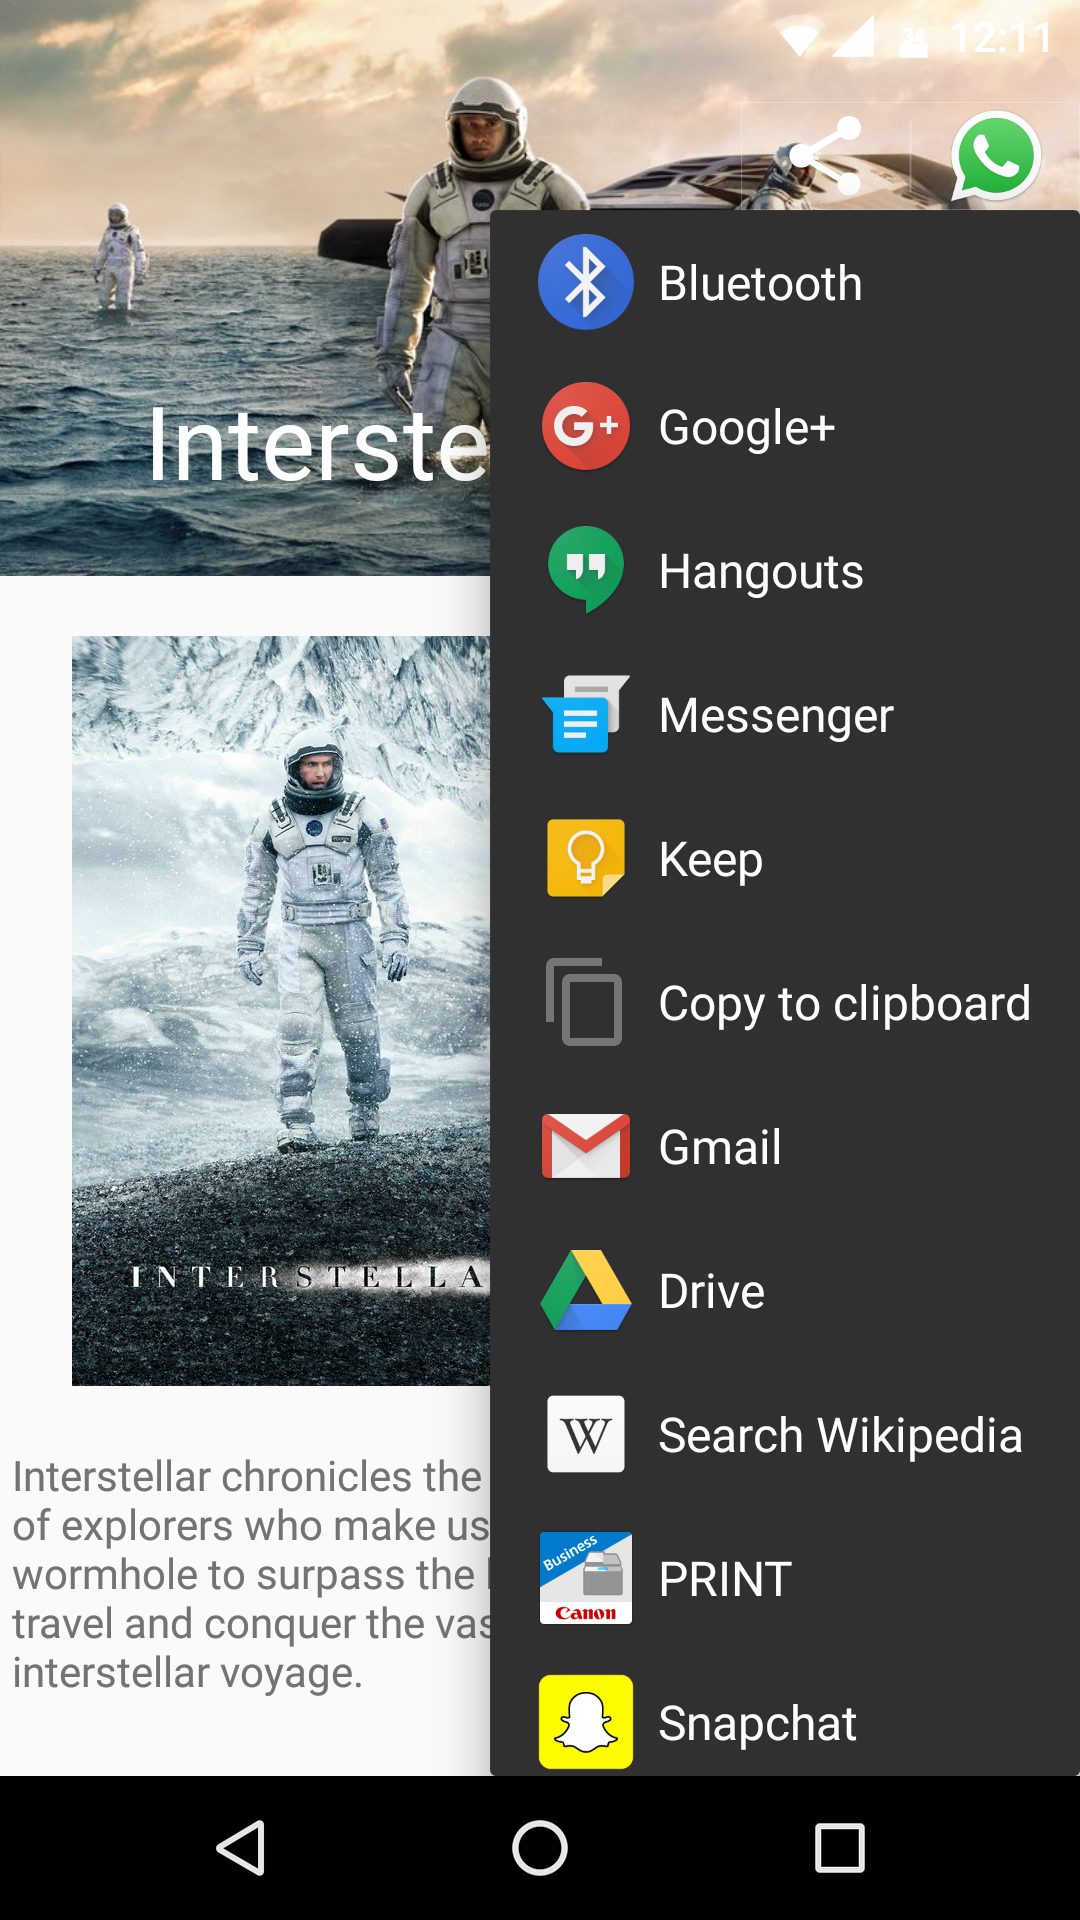 12:11
Interste
Bluetooth
Google+
Hangouts
Messenger
Keep
Copy to clipboard
Gmail
INTERSTELLA
Drive
Search Wikipedia
Interstellar chronicles the
of explorers who make us
wormhole to surpass the
travel and conquer the vas
interstellar voyage.
Business
Canon
PRINT
Snapchat